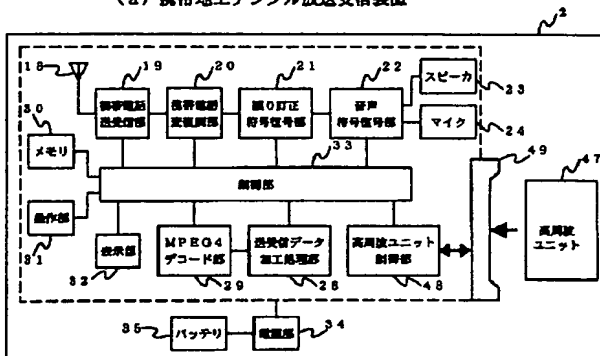 (a) 携帯地上デジタル放送受信装置
2
18
19
20
21
22
スピーカ
23
携帯電話
送受信部
携帯電話
変復調部
誤り訂正
符号復号部
音声
符号復号部
マイク
24
30
メモリ
33
制御部
49
47
高周波
ユニット
操作部
31
表示部
32
MPEG4
デコード部
29
送受信データ
加工処理部
28
高周波ユニット
制御部
48
35
バッテリ
電源部
34